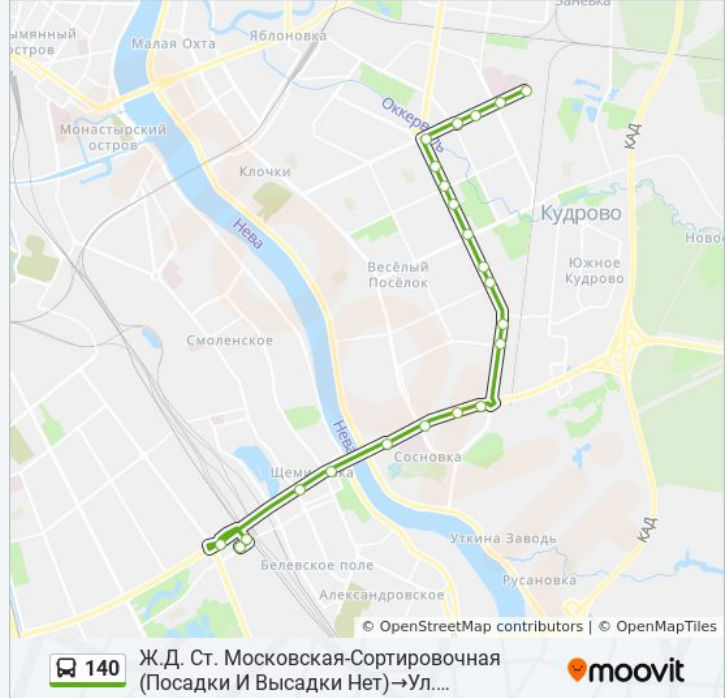 Заневка
ымянный
остров
Малая Охта
Яблоновка
Оккервиль
КАД
Монастырский
остров
Клочки
Кудрово
Нева
Ново
Весёлый
Посёлок
Южное
Кудрово
Смоленское
Нева
Сосновка
Уткина Заводь
КАД
Белевское поле
Русановка
Александровское
© OpenStreetMap contributors | © OpenMapTiles
140
Ж.Д. Ст. Московская-Сортировочная
(Посадки И Высадки Нет)→Ул....
moovit